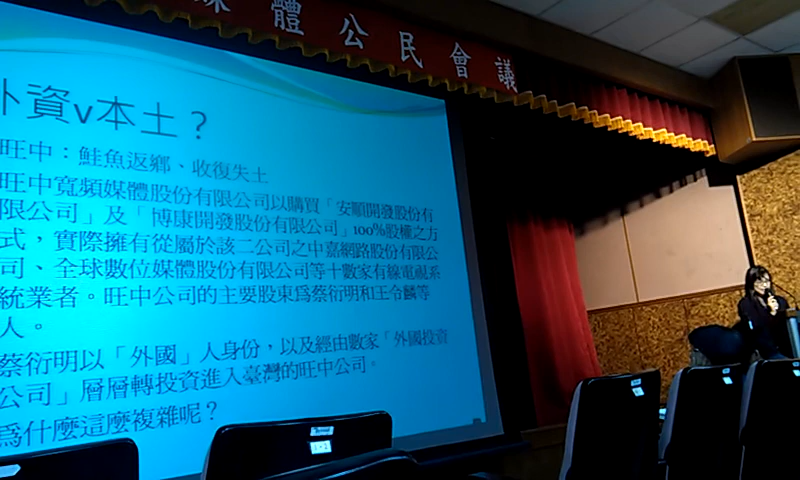 媒體公民會議
外資v本土？
旺中：鮭魚返鄉、收復失土
旺中寬頻媒體股份有限公司以購買「安順開發股份有
限公司」及「博康開發股份有限公司」100%股權之方
式，實際擁有從屬於該二公司之中嘉網路股份有限公
司、全球數位媒體股份有限公司等十數家有線電視系
統業者。旺中公司的主要股東爲蔡衍明和王令麟等
人。
蔡衍明以「外國」人身份，以及經由數家「外國投資
公司」層層轉投資進入臺灣的旺中公司。
爲什麼這麼複雜呢？